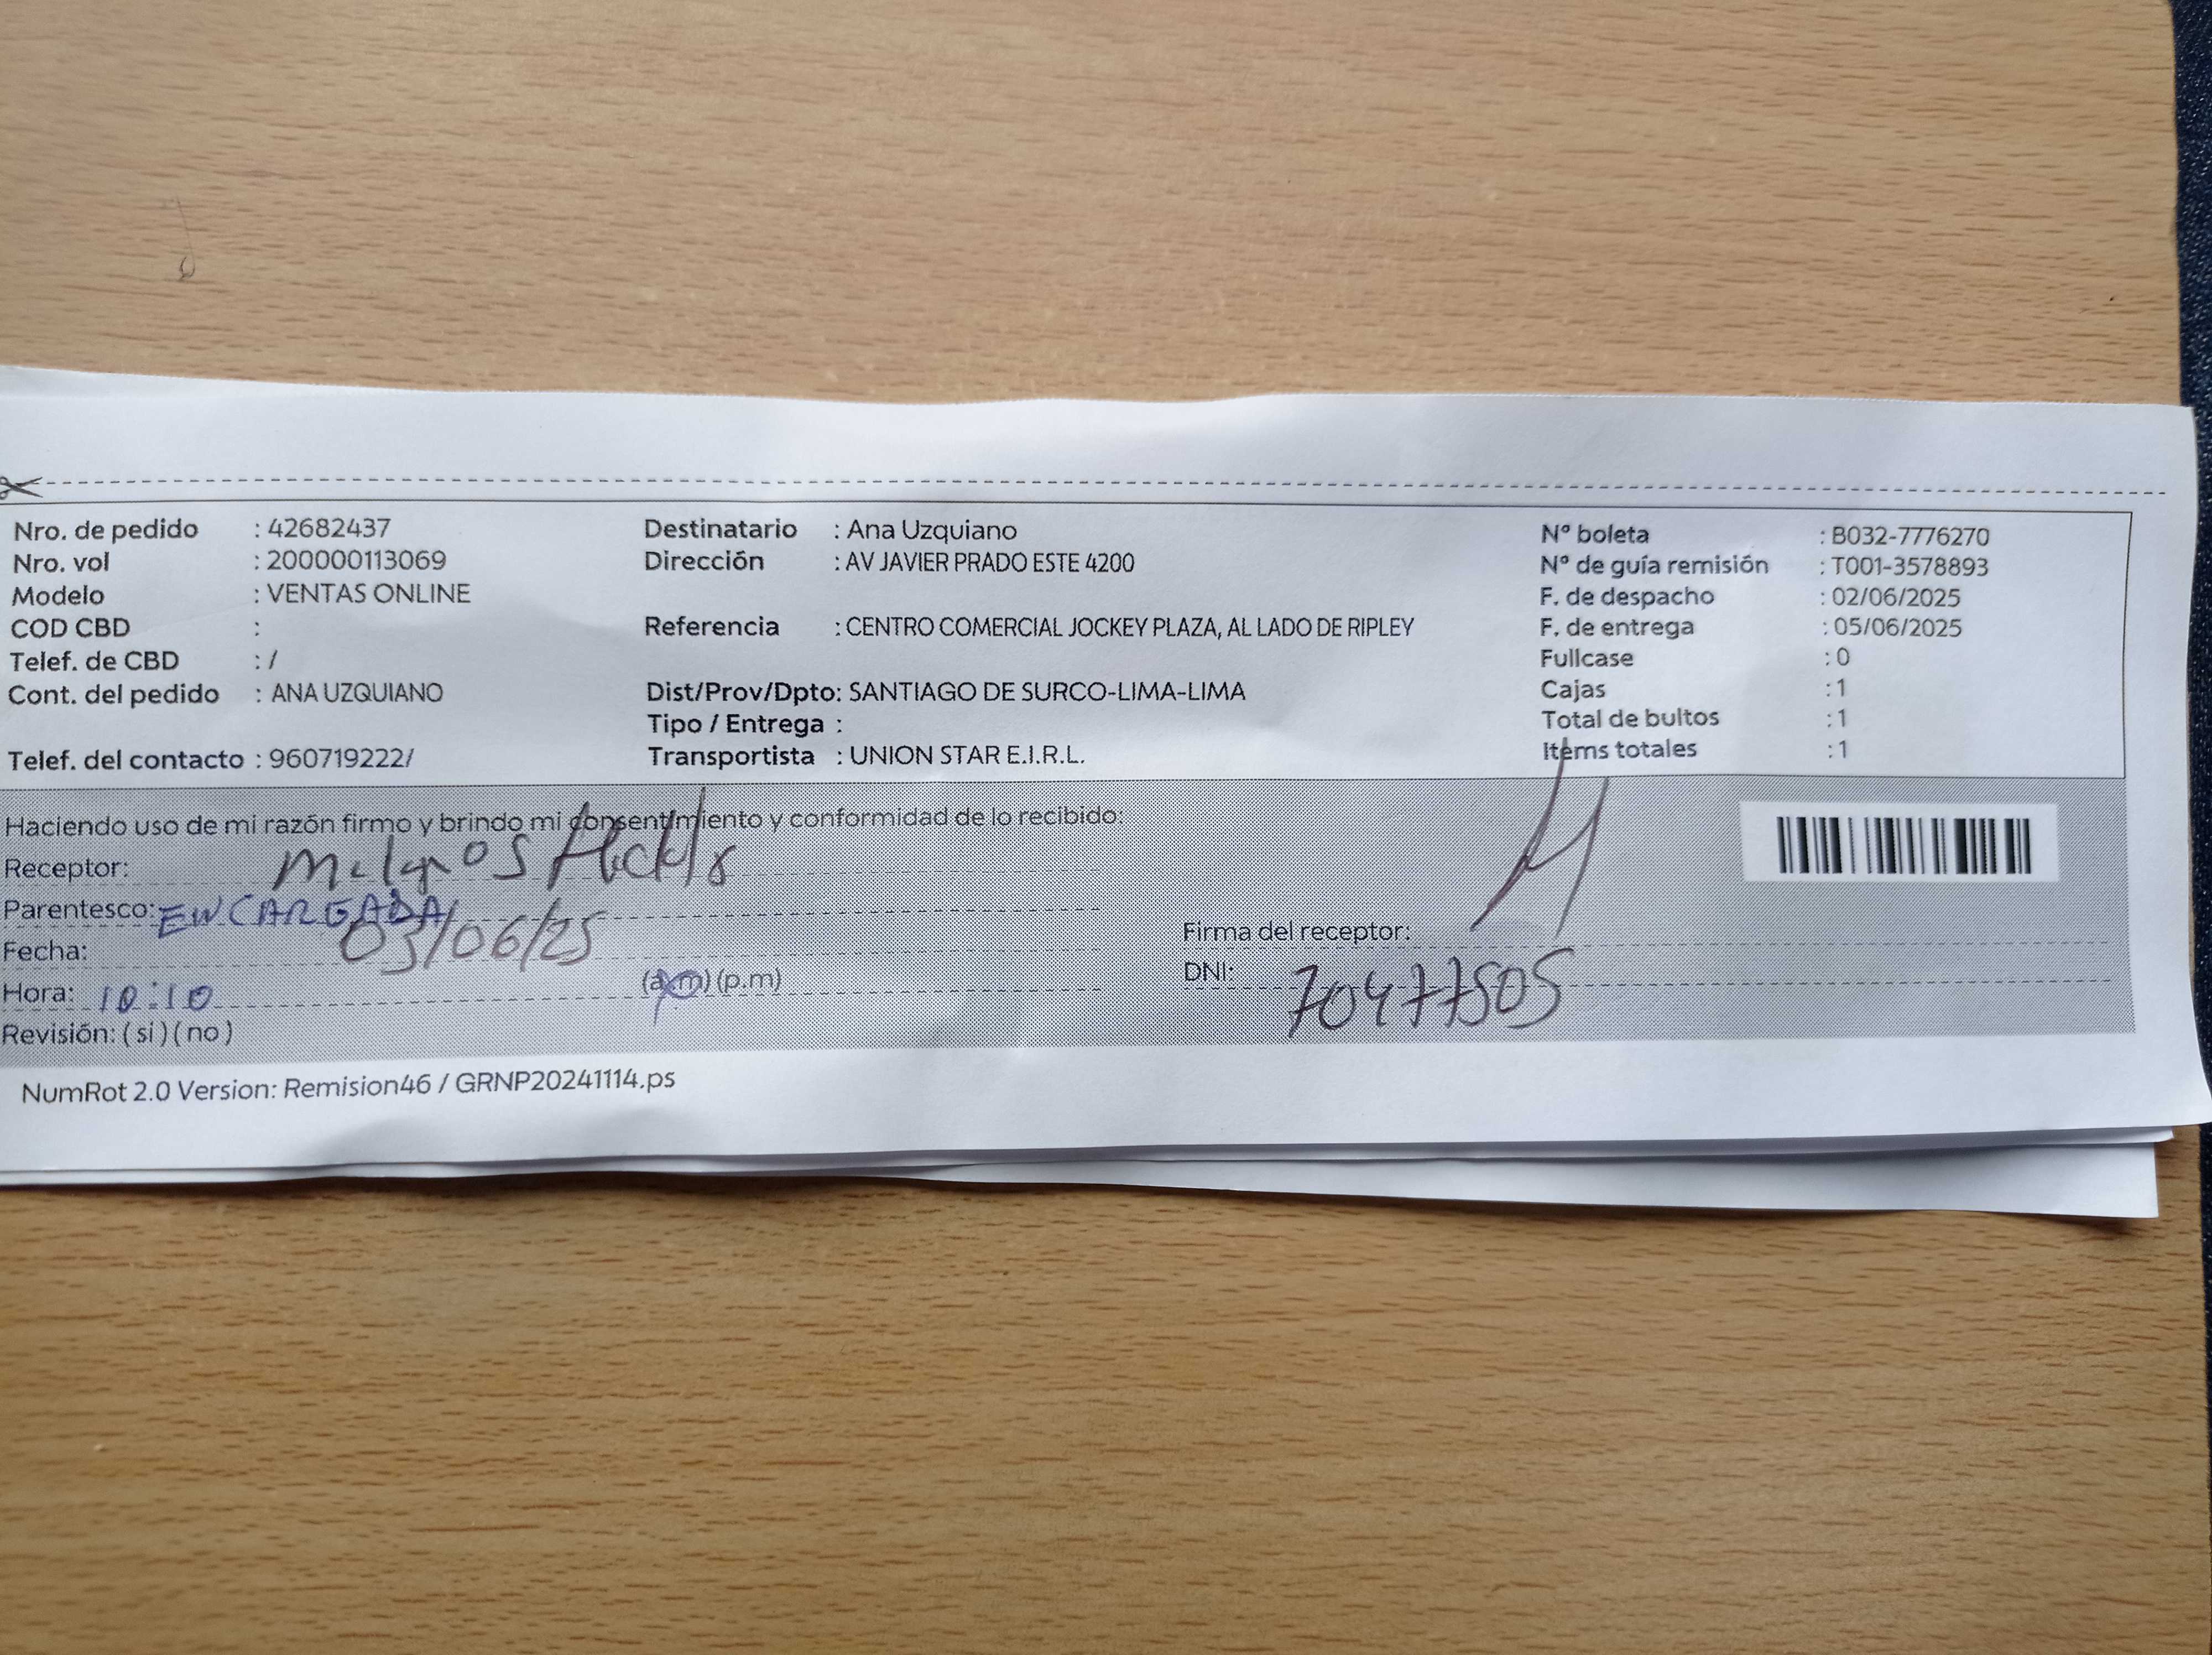 Nro. de pedido : 42682437
Nro. vol : 200000113069
Modelo : VENTAS ONLINE
COD CBD :
Telef. de CBD : /
Cont. del pedido : ANA UZQUIANO
Telef. del contacto : 960719222/
Destinatario : Ana Uzquiano
Dirección : AV JAVIER PRADO ESTE 4200
Referencia : CENTRO COMERCIAL JOCKEY PLAZA, AL LADO DE RIPLEY
Dist/Prov/Dpto: SANTIAGO DE SURCO-LIMA-LIMA
Tipo / Entrega :
Transportista : UNION STAR E.I.R.L.
Nº boleta : B032-7776270
Nº de guía remisión : T001-3578893
F. de despacho : 02/06/2025
F. de entrega : 05/06/2025
Fullcase : 0
Cajas : 1
Total de bultos : 1
Items totales : 1
Haciendo uso de mi razón firmo y brindo mi consentimiento y conformidad de lo recibido:
Receptor:
Parentesco: ENCARGADA
Fecha: 03/06/25
Hora: 10:10 (a.m) (p.m)
Revisión: ( si ) ( no )
Firma del receptor:
DNI: 70477505
NumRot 2.0 Version: Remision46 / GRNP20241114.ps